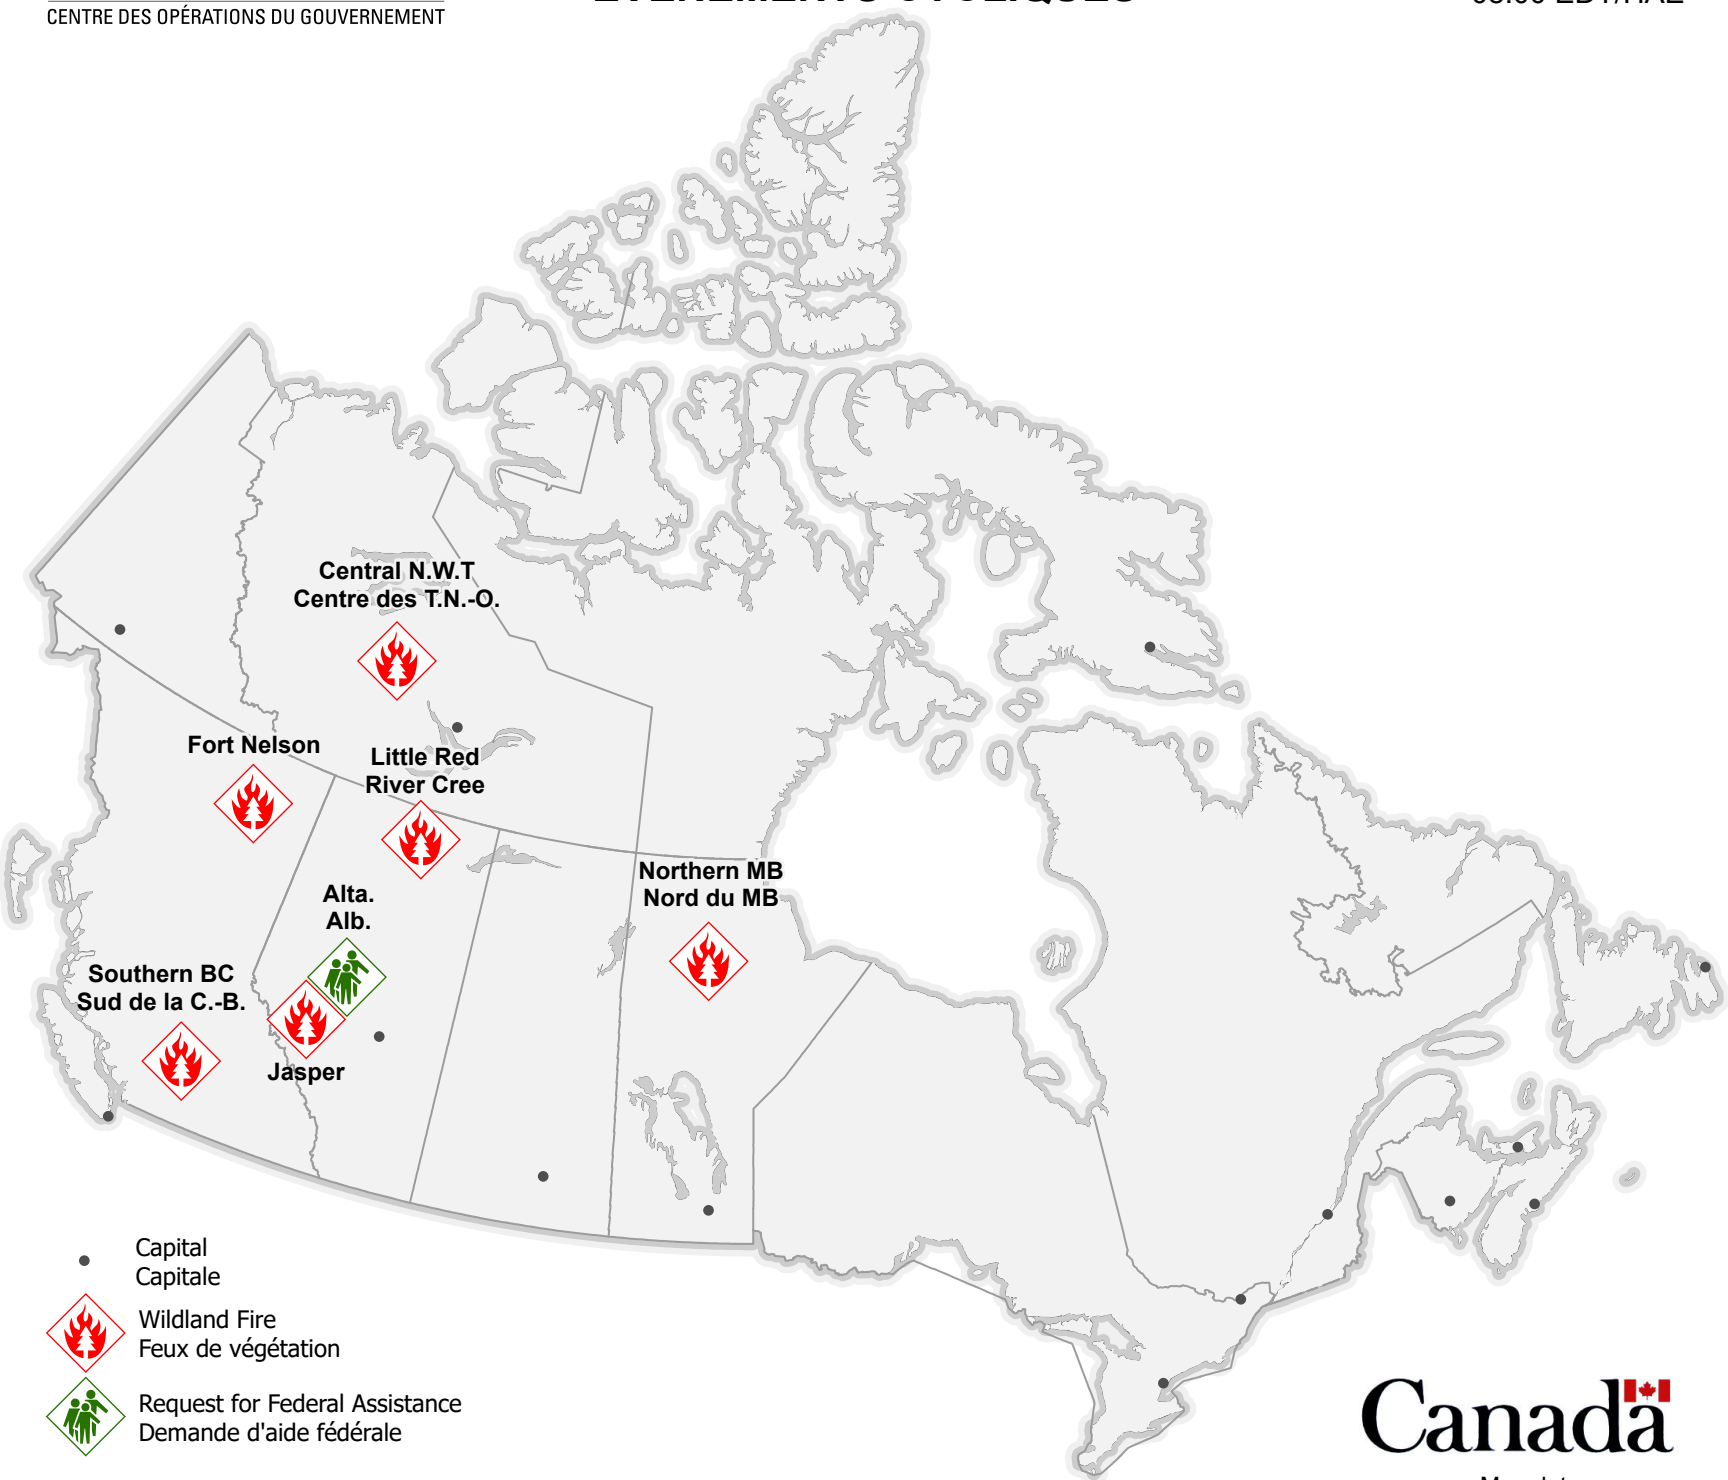 CENTRE DES OPÉRATIONS DU GOUVERNEMENT
Central N.W.T
Centre des T.N.-O.
Fort Nelson
Little Red
River Cree
Northern MB
Nord du MB
Alta.
Alb.
Southern BC
Sud de la C.-B.
Jasper
Capital
Capitale
Wildland Fire
Feux de végétation
Request for Federal Assistance
Demande d'aide fédérale
Canada